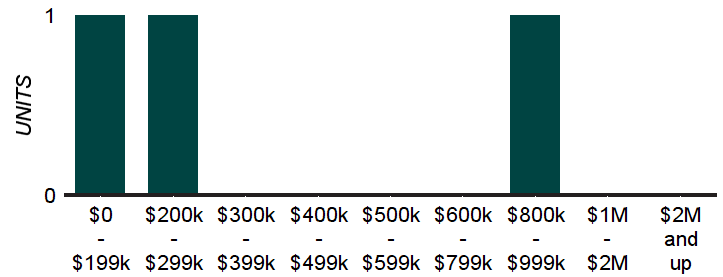 1
UNITS
0
$0 $200k $300k $400k $500k $600k $800k $1M $2M
- - - - - - - - and
$199k $299k $399k $499k $599k $799k $999k $2M up